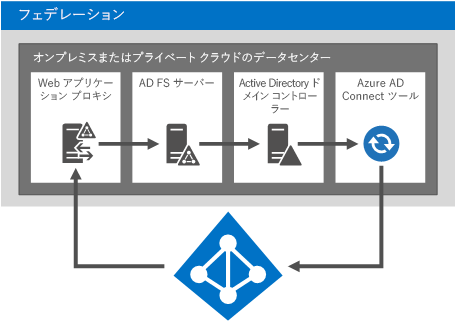 フェデレーション
オンプレミスまたはプライベート クラウドのデータセンター
Web アプリケー
ション プロキシ
AD FS サーバー
Active Directory ド
メイン コントロー
ラー
Azure AD
Connect ツール